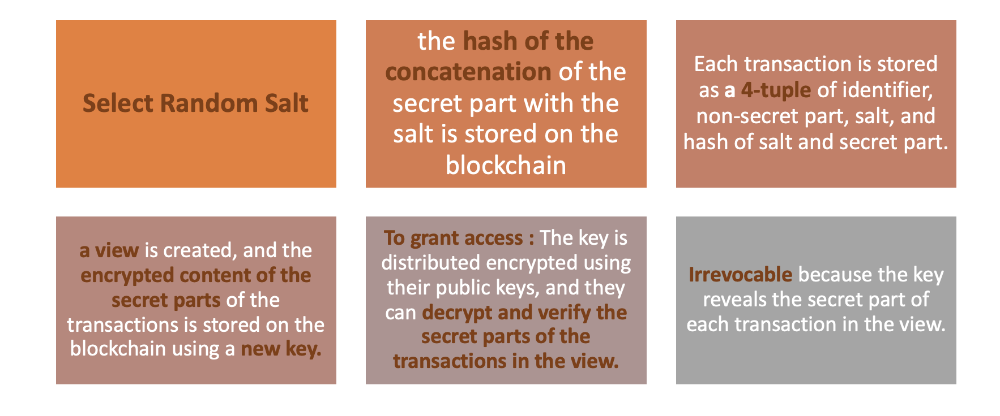 Select Random Salt
the hash of the
concatenation of the
secret part with the
salt is stored on the
blockchain
Each transaction is stored
as a 4-tuple of identifier,
non-secret part, salt, and
hash of salt and secret part.
a view is created, and the
encrypted content of the
secret parts of the
transactions is stored on the
blockchain using a new key.
To grant access : The key is
distributed encrypted using
their public keys, and they
can decrypt and verify the
secret parts of the
transactions in the view.
Irrevocable because the key
reveals the secret part of
each transaction in the view.